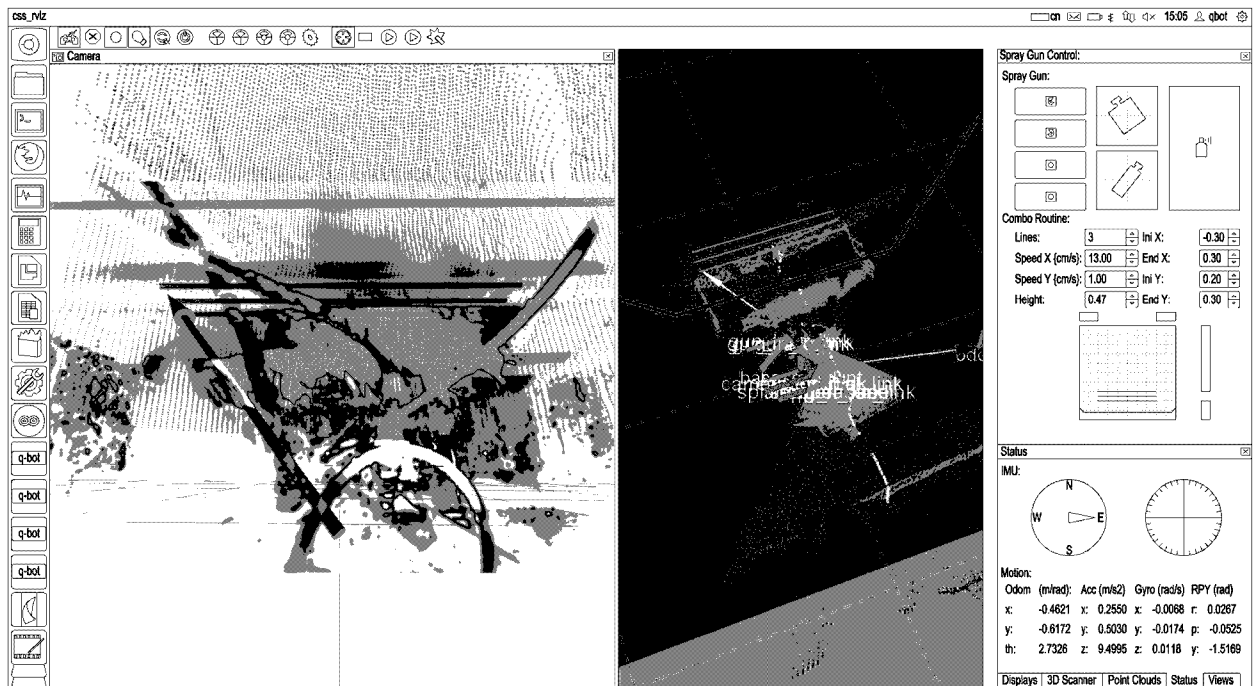 css_rvlz cn 15:05 qbot
Camera
Spray Gun Control:
Spray Gun:
Combo Routine:
Lines: 3 Ini X: -0.30
Speed X {cm/s}: 13.00 End X: 0.30
Speed Y {cm/s}: 1.00 Ini Y: 0.20
Height: 0.47 End Y: 0.30
q-bot
q-bot
q-bot
q-bot
Status
IMU:
N
W E
S
Motion:
Odom (m/rad): Acc (m/s2) Gyro (rad/s) RPY (rad)
x: -0.4621 x: 0.2550 x: -0.0068 r: 0.0267
y: -0.6172 y: 0.5030 y: -0.0174 p: -0.0525
th: 2.7326 z: 9.4995 z: 0.0118 y: -1.5169
Displays 3D Scanner Point Clouds Status Views